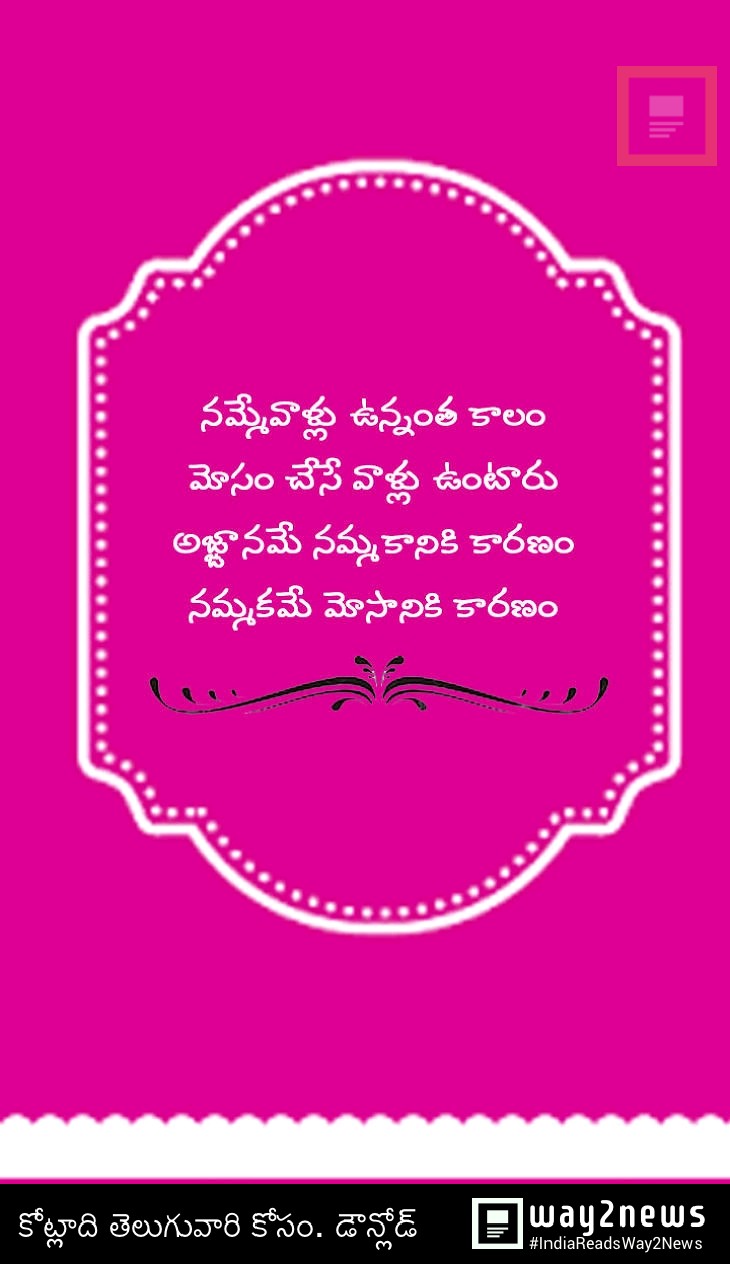 నమ్మేవాళ్లు ఉన్నంత కాలం
మోసం చేసే వాళ్లు ఉంటారు
అజ్ఞానమే నమ్మకానికి కారణం
నమ్మకమే మోసానికి కారణం
కోట్లాది తెలుగువారి కోసం. డౌన్లోడ్
way2news
#IndiaReadsWay2News